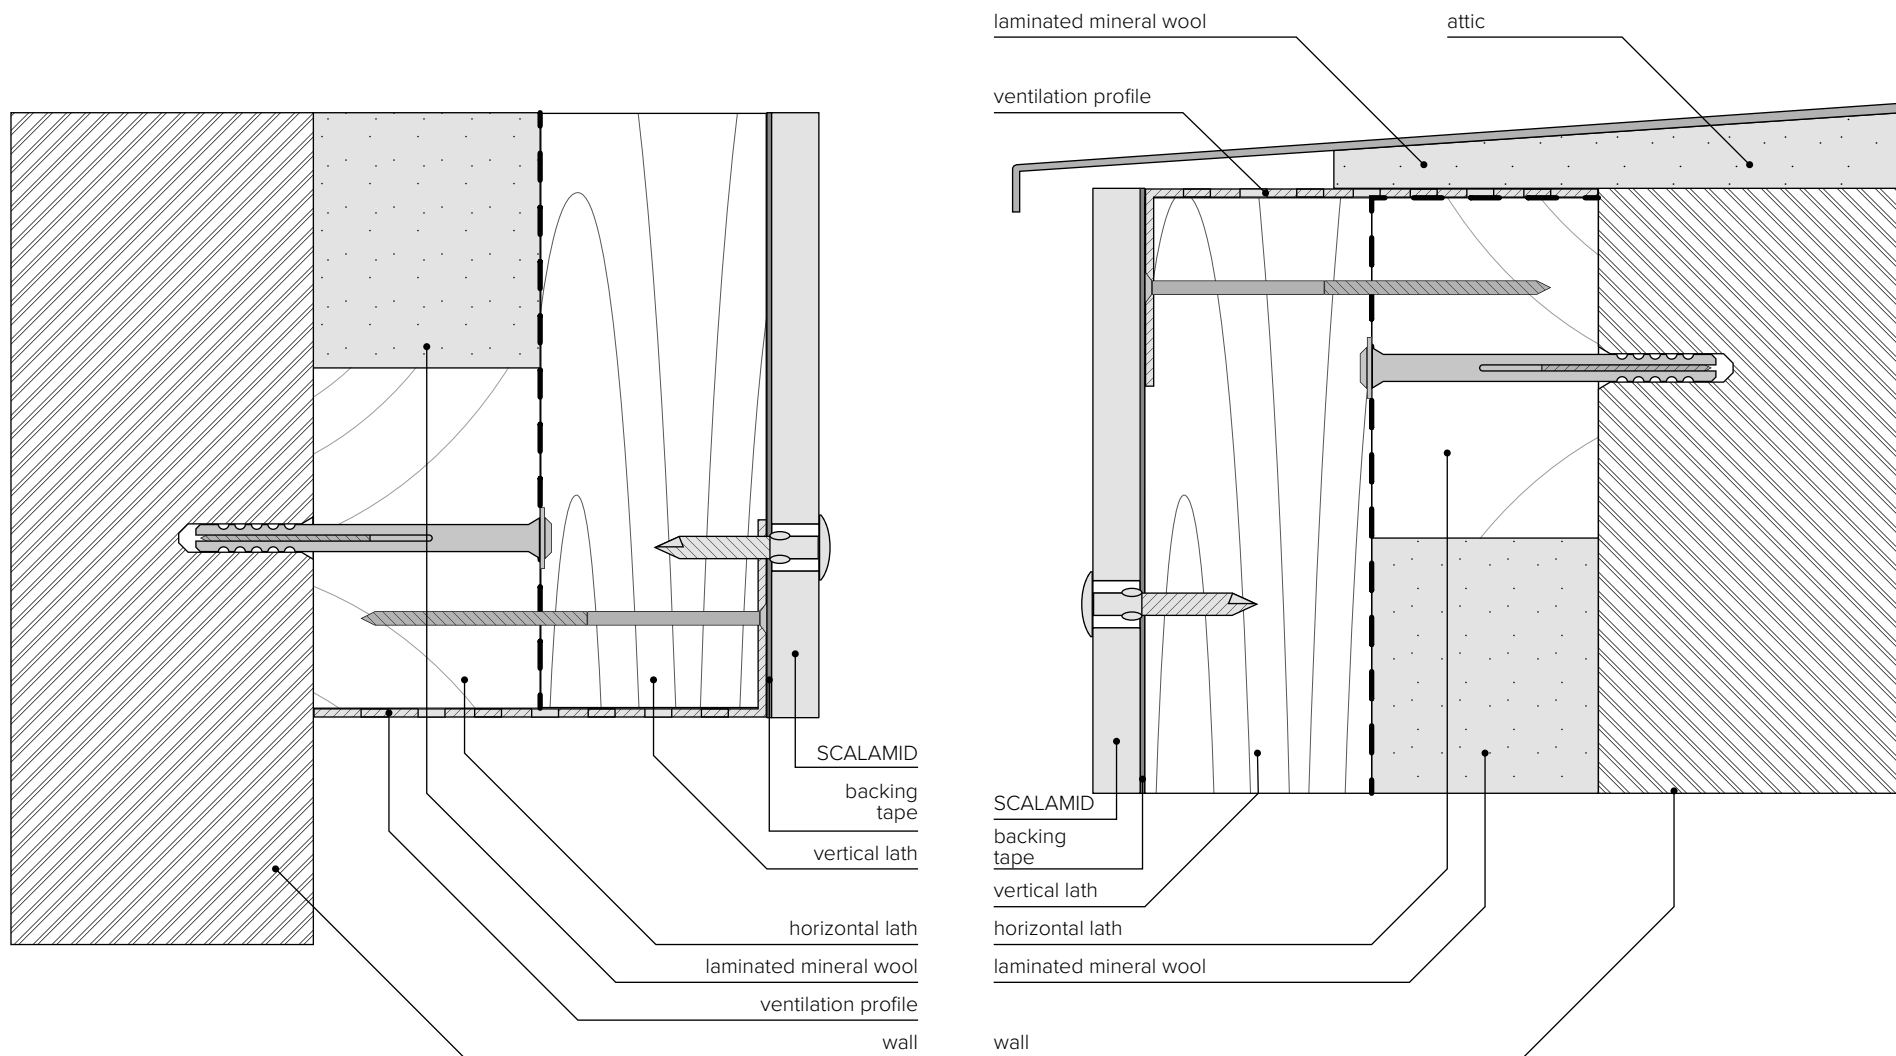 SCALAMID
backing
tape
vertical lath
horizontal lath
laminated mineral wool
ventilation profile
wall
laminated mineral wool
attic
ventilation profile
SCALAMID
backing
tape
vertical lath
horizontal lath
laminated mineral wool
wall